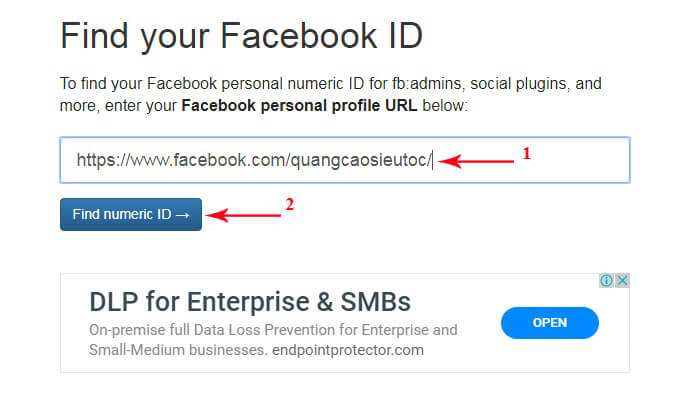 Find your Facebook ID
To find your Facebook personal numeric ID for fb:admins, social plugins, and
more, enter your Facebook personal profile URL below:
https://www.facebook.com/quangcaosieutoc/
1
Find numeric ID →
2
DLP for Enterprise & SMBs
On-premise full Data Loss Prevention for Enterprise and
Small-Medium businesses. endpointprotector.com
OPEN